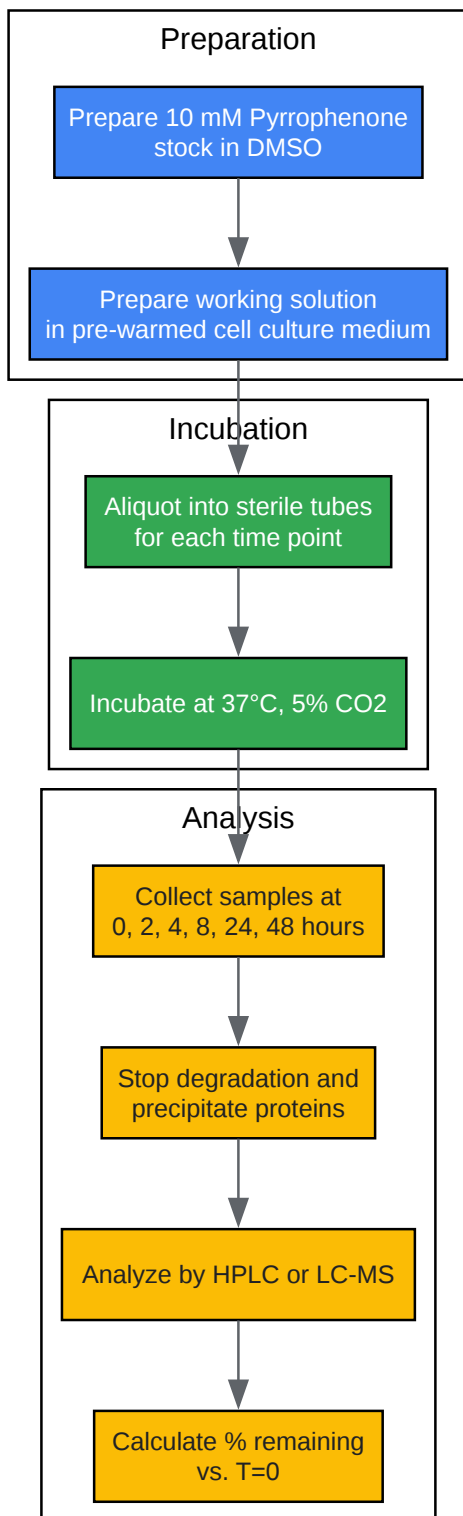 Preparation
Prepare 10 mM Pyrrophenone
stock in DMSO
Prepare working solution
in pre-warmed cell culture medium
Incubation
Aliquot into sterile tubes
for each time point
Incubate at 37°C, 5% CO2
Analysis
Collect samples at
0, 2, 4, 8, 24, 48 hours
Stop degradation and
precipitate proteins
Analyze by HPLC or LC-MS
Calculate % remaining
vs. T=0